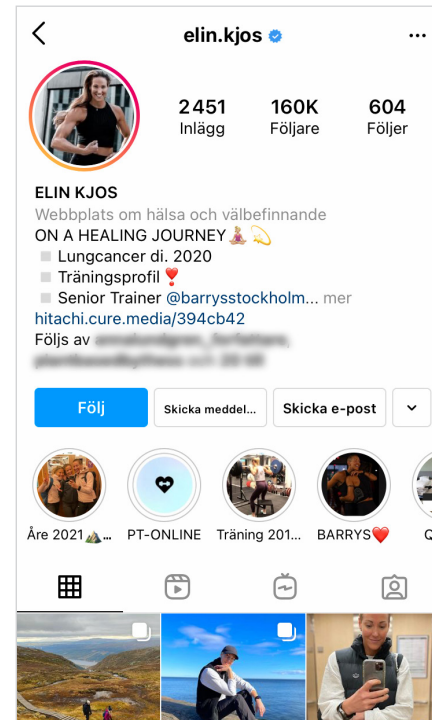 elin.kjos
2 451 160K 604
Inlägg Följare Följer
ELIN KJOS
Webbplats om hälsa och välbefinnande
ON A HEALING JOURNEY🧘🏼‍♀️💫
◻️ Lungcancer di. 2020
◻️ Träningsprofil❣️
◻️ Senior Trainer @barrysstockholm... mer
hitachi.cure.media/394cb42
Följs av
Följ Skicka meddel... Skicka e-post
Åre 2021⛰️... PT-ONLINE Träning 201... BARRYS❤️ Q